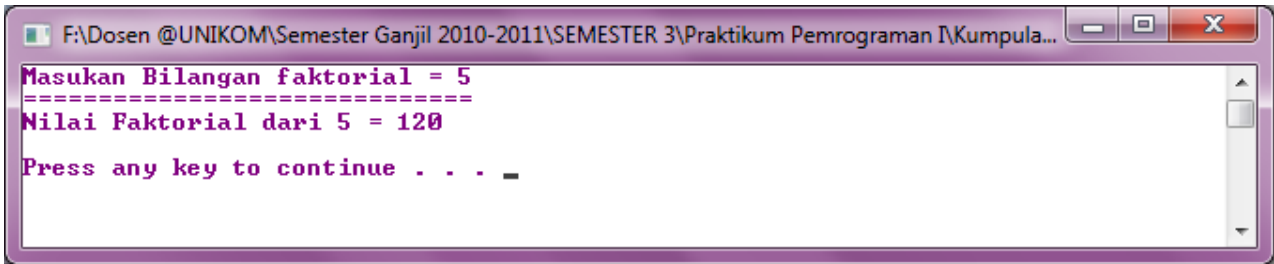 F:\Dosen @UNIKOM\Semester Ganjil 2010-2011\SEMESTER 3\Praktikum Pemrograman I\Kumpula...
Masukan Bilangan faktorial = 5
==============================
Nilai Faktorial dari 5 = 120
Press any key to continue . . . _